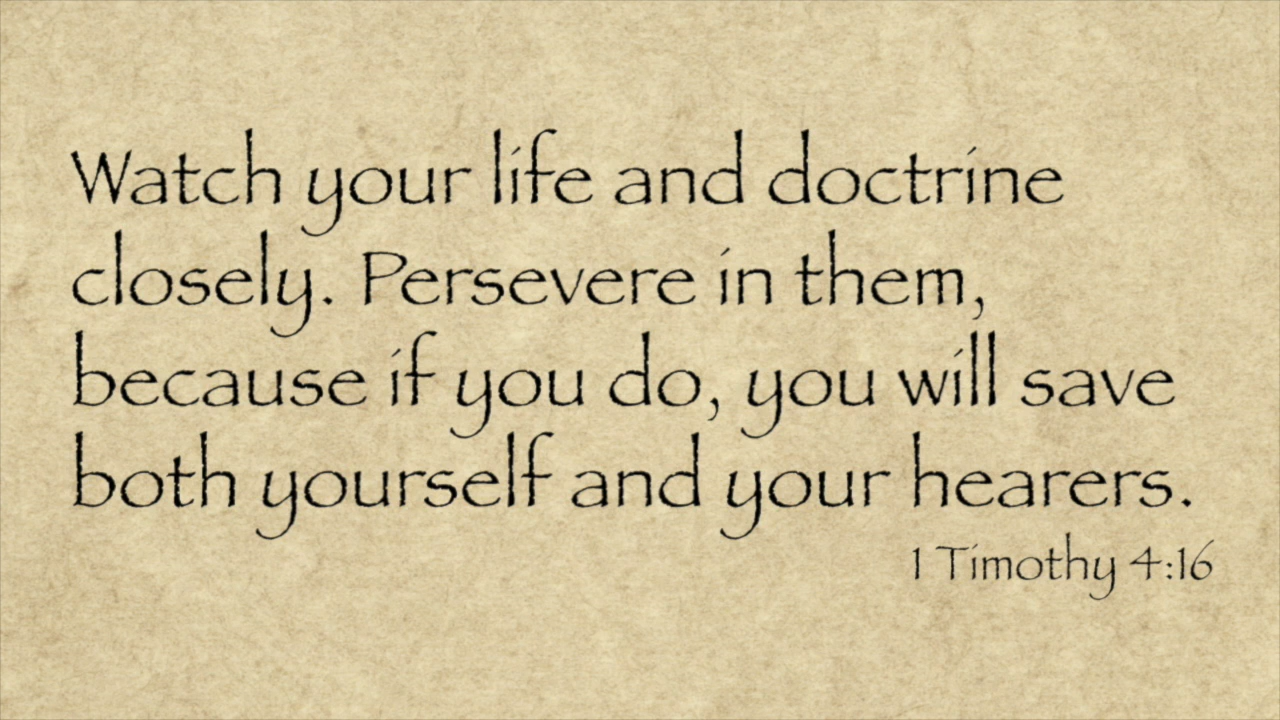 Watch your life and doctrine
closely. Persevere in them,
because if you do, you will save
both yourself and your hearers.
1 Timothy 4:16